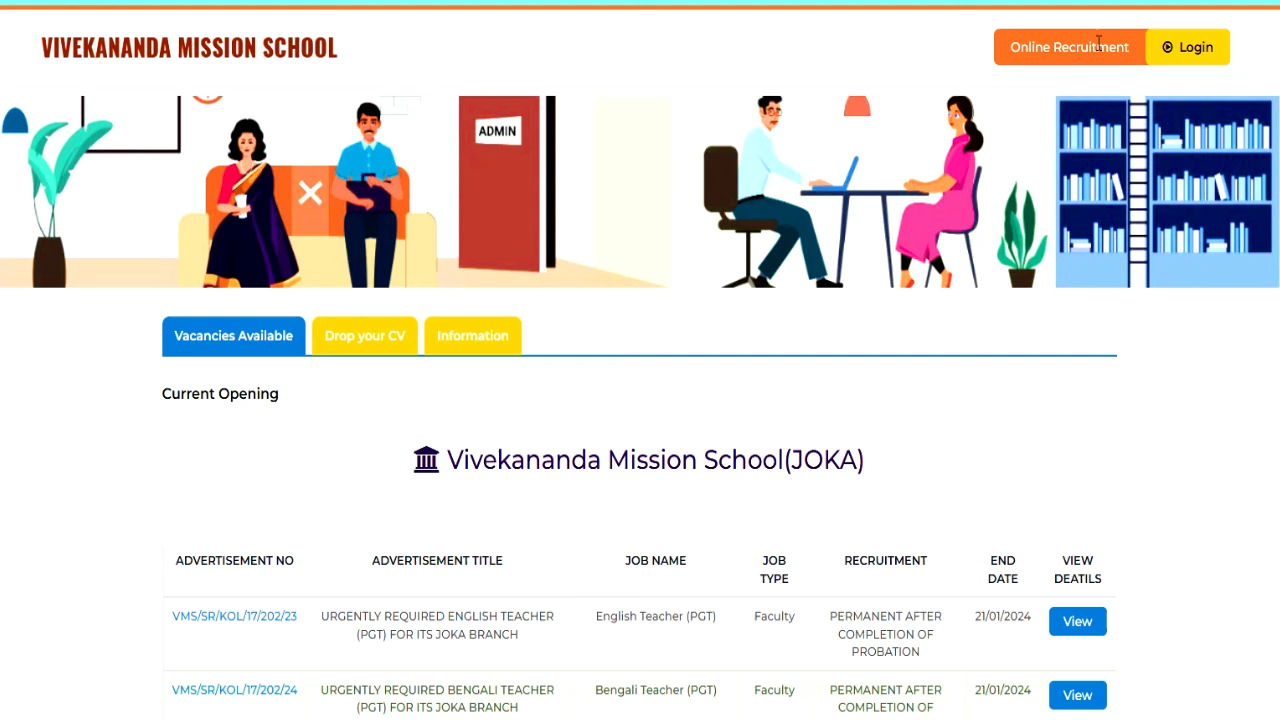 VIVEKANANDA MISSION SCHOOL
Online Recruitment
Login
ADMIN
Vacancies Available
Drop your CV
Information
Current Opening
Vivekananda Mission School(JOKA)
ADVERTISEMENT NO
ADVERTISEMENT TITLE
JOB NAME
JOB
TYPE
RECRUITMENT
END
DATE
VIEW
DEATILS
VMS/SR/KOL/17/202/23
URGENTLY REQUIRED ENGLISH TEACHER
(PGT) FOR ITS JOKA BRANCH
English Teacher (PGT)
Faculty
PERMANENT AFTER
COMPLETION OF
PROBATION
21/01/2024
View
VMS/SR/KOL/17/202/24
URGENTLY REQUIRED BENGALI TEACHER
(PGT) FOR ITS JOKA BRANCH
Bengali Teacher (PGT)
Faculty
PERMANENT AFTER
COMPLETION OF
21/01/2024
View